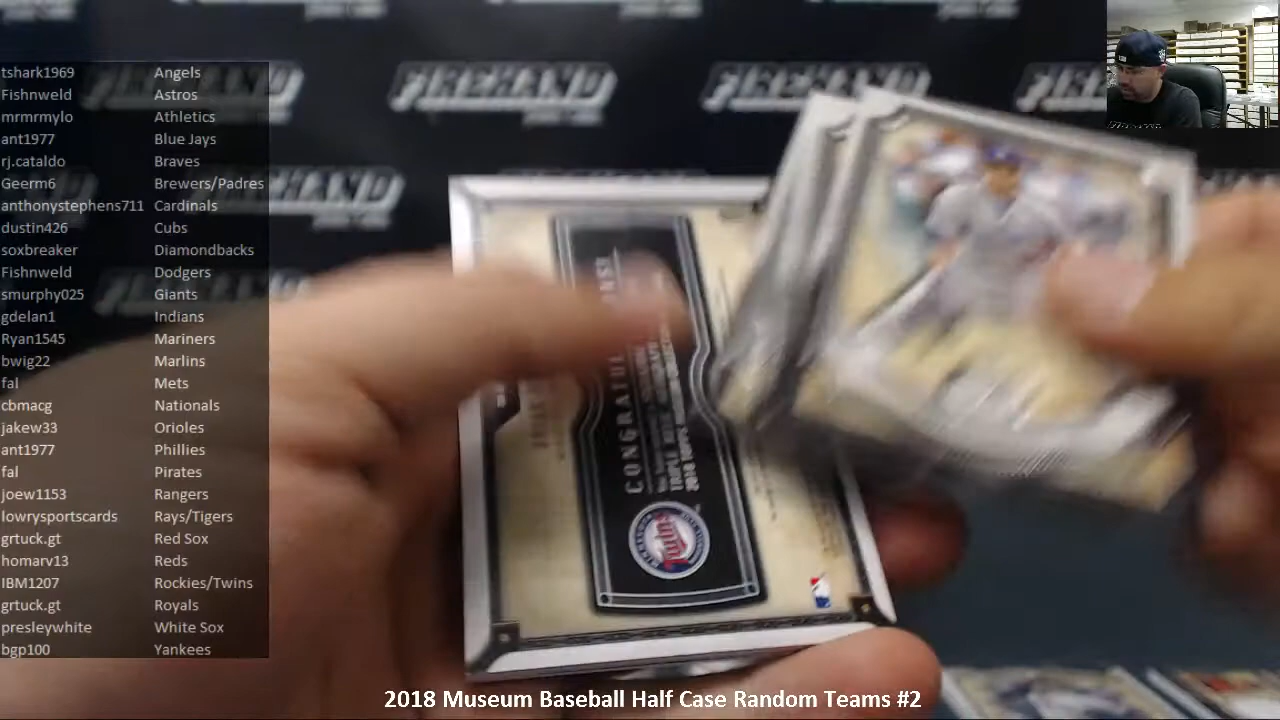 FIREHAND
FIREHAND
FIREHAND
FIREHAND
tshark1969 Angels
Fishnweld Astros
mrmrmylo Athletics
ant1977 Blue Jays
rj.cataldo Braves
Geerm6 Brewers/Padres
anthonystephens711 Cardinals
dustin426 Cubs
soxbreaker Diamondbacks
Fishnweld Dodgers
smurphy025 Giants
gdelan1 Indians
Ryan1545 Mariners
bwig22 Marlins
fal Mets
cbmacg Nationals
jakew33 Orioles
ant1977 Phillies
fal Pirates
joew1153 Rangers
lowrysportscards Rays/Tigers
grtuck.gt Red Sox
homarv13 Reds
IBM1207 Rockies/Twins
grtuck.gt Royals
presleywhite White Sox
bgp100 Yankees
Twins
2018 Museum Baseball Half Case Random Teams #2